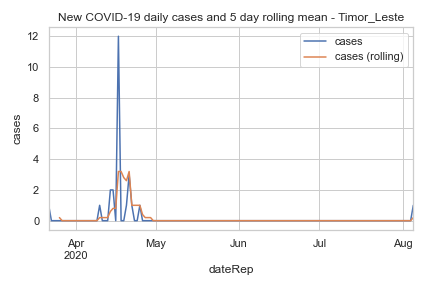 New COVID-19 daily cases and 5 day rolling mean - Timor_Leste
cases
cases (rolling)
12
10
8
6
4
2
0
cases
Apr
2020
May
Jun
Jul
Aug
dateRep